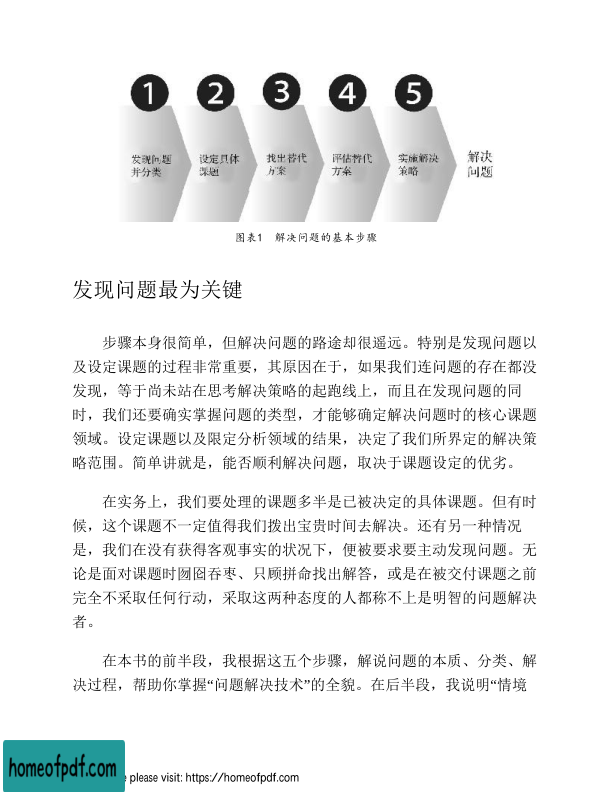 1
2
3
4
5
发现问题
并分类
设定具体
课题
找出替代
方案
评估替代
方案
实施解决
策略
解决
问题
图表1 解决问题的基本步骤
发现问题最为关键
步骤本身很简单，但解决问题的路途却很遥远。特别是发现问题以
及设定课题的过程非常重要，其原因在于，如果我们连问题的存在都没
发现，等于尚未站在思考解决策略的起跑线上，而且在发现问题的同
时，我们还要确实掌握问题的类型，才能够确定解决问题时的核心课题
领域。设定课题以及限定分析领域的结果，决定了我们所界定的解决策
略范围。简单讲就是，能否顺利解决问题，取决于课题设定的优劣。
在实务上，我们要处理的课题多半是已被决定的具体课题。但有时
候，这个课题不一定值得我们拨出宝贵时间去解决。还有另一种情况
是，我们在没有获得客观事实的状况下，便被要求要主动发现问题。无
论是面对课题时囫囵吞枣、只顾拼命找出解答，或是在被交付课题之前
完全不采取任何行动，采取这两种态度的人都称不上是明智的问题解决
者。
在本书的前半段，我根据这五个步骤，解说问题的本质、分类、解
决过程，帮助你掌握“问题解决技术”的全貌。在后半段，我说明“情境
homeofpdf.com
e please visit: https://homeofpdf.com